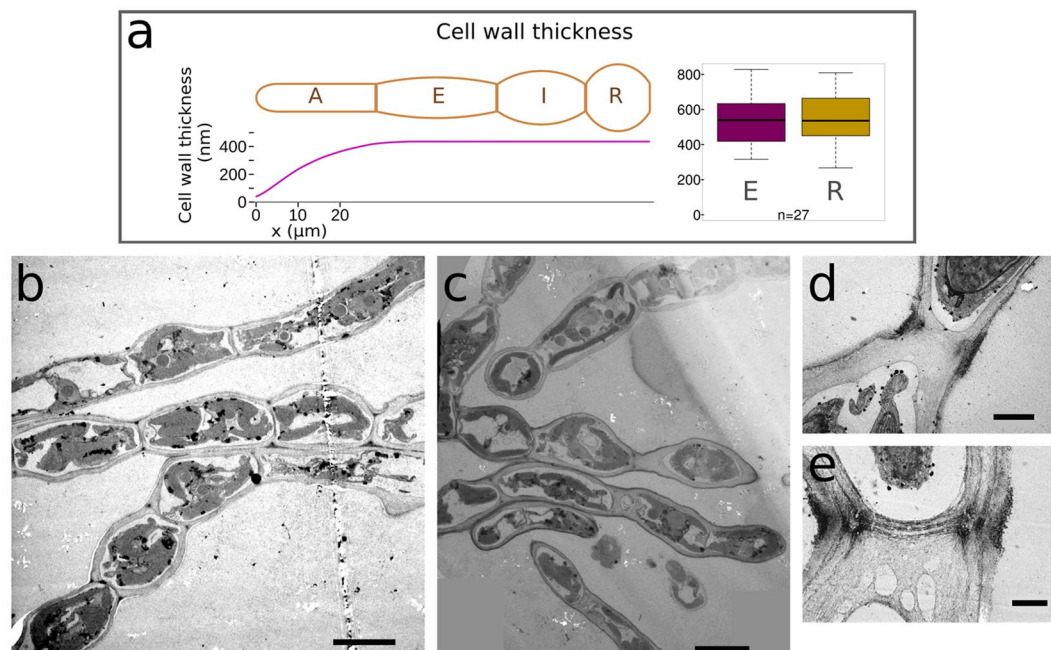 a
Cell wall thickness
A E I R
Cell wall thickness
(nm)
400
200
0
0 10 20
x (µm)
800
600
400
200
0
E R
n=27
b
c
d
e